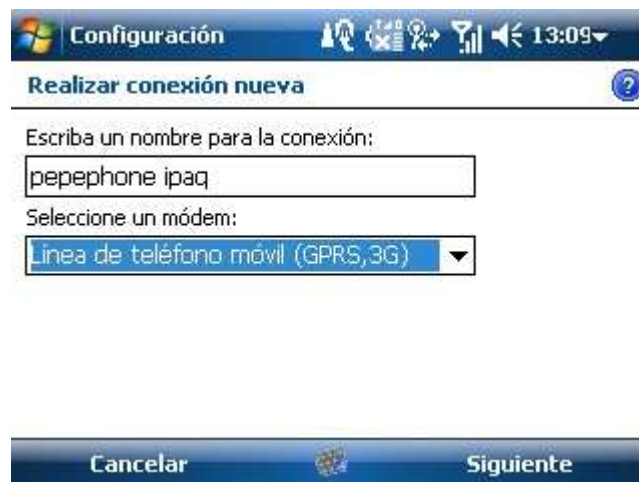 Configuración 13:09
Realizar conexión nueva
Escriba un nombre para la conexión:
pepephone ipaq
Seleccione un módem:
Línea de teléfono móvil (GPRS,3G)
Cancelar Siguiente